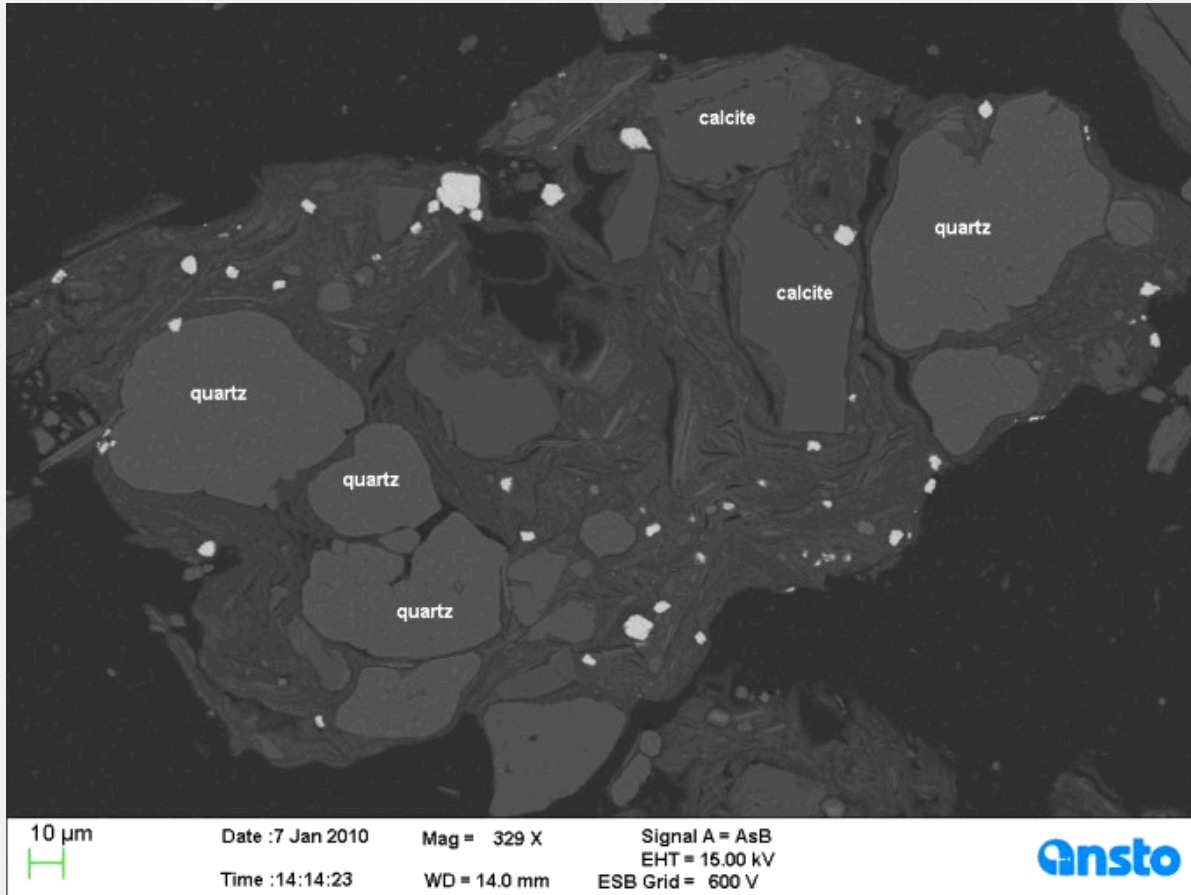 calcite
quartz
calcite
quartz
quartz
quartz
10 µm
Date :7 Jan 2010 Mag = 329 X Signal A = AsB
EHT = 15.00 kV
Time :14:14:23 WD = 14.0 mm ESB Grid = 600 V
ansto